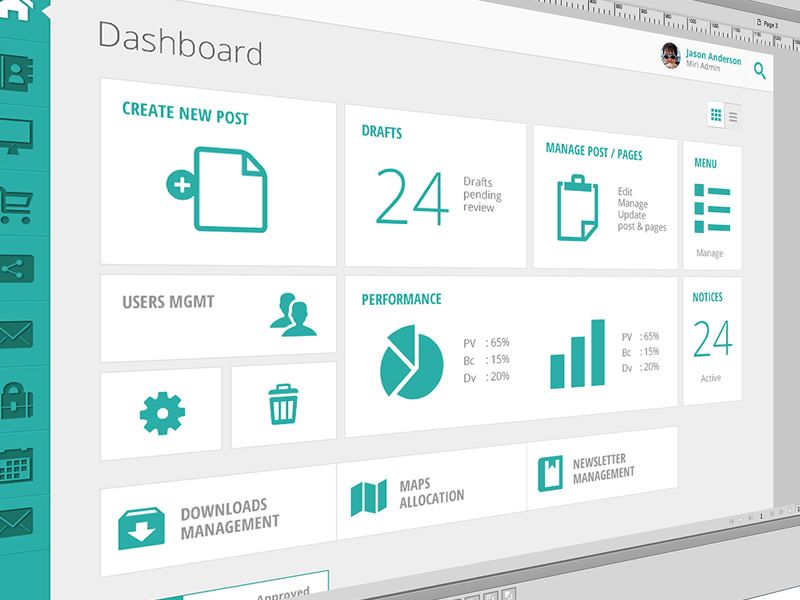 Page 3
Dashboard
Jason Anderson
Miri Admin
CREATE NEW POST
DRAFTS
24
Drafts
pending
review
MANAGE POST / PAGES
Edit
Manage
Update
post & pages
MENU
Manage
USERS MGMT
PERFORMANCE
PV : 65%
Bc : 15%
Dv : 20%
PV : 65%
Bc : 15%
Dv : 20%
NOTICES
24
Active
DOWNLOADS
MANAGEMENT
MAPS
ALLOCATION
NEWSLETTER
MANAGEMENT
Approved
1